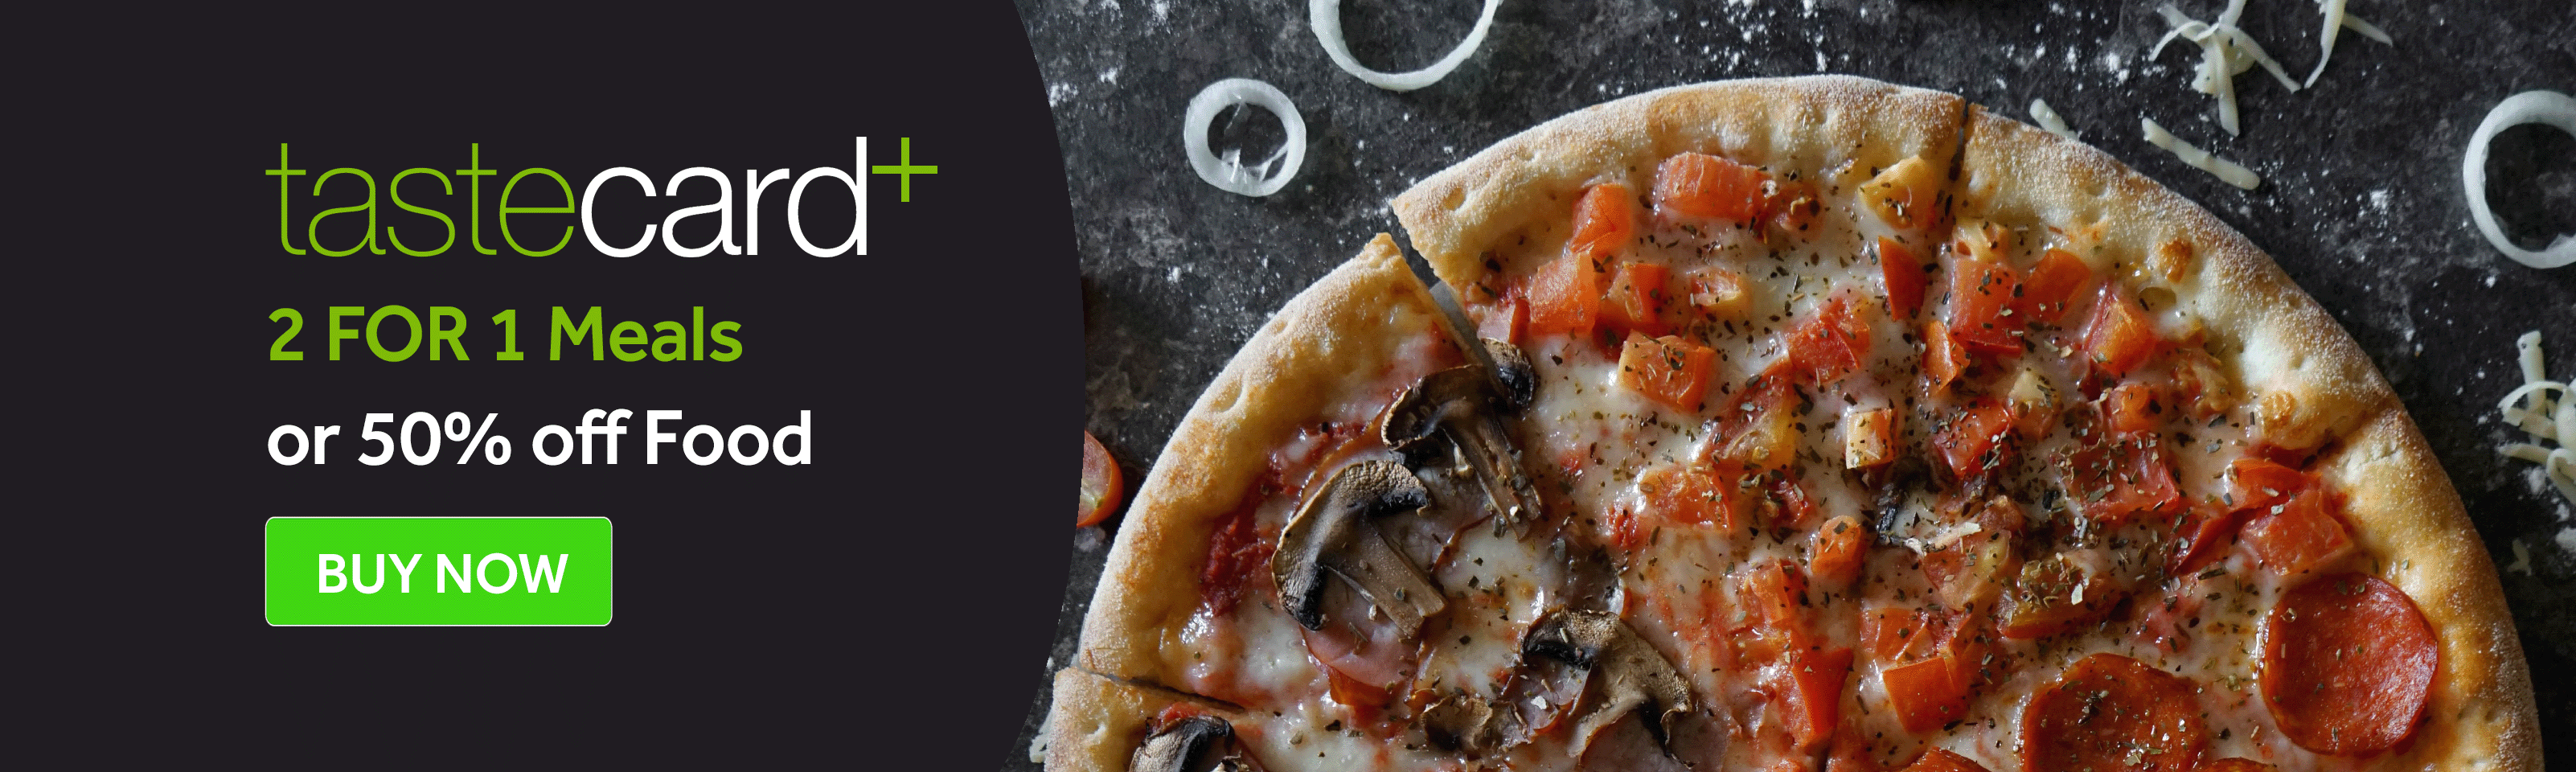 tastecard+
2 FOR 1 Meals
or 50% off Food
BUY NOW